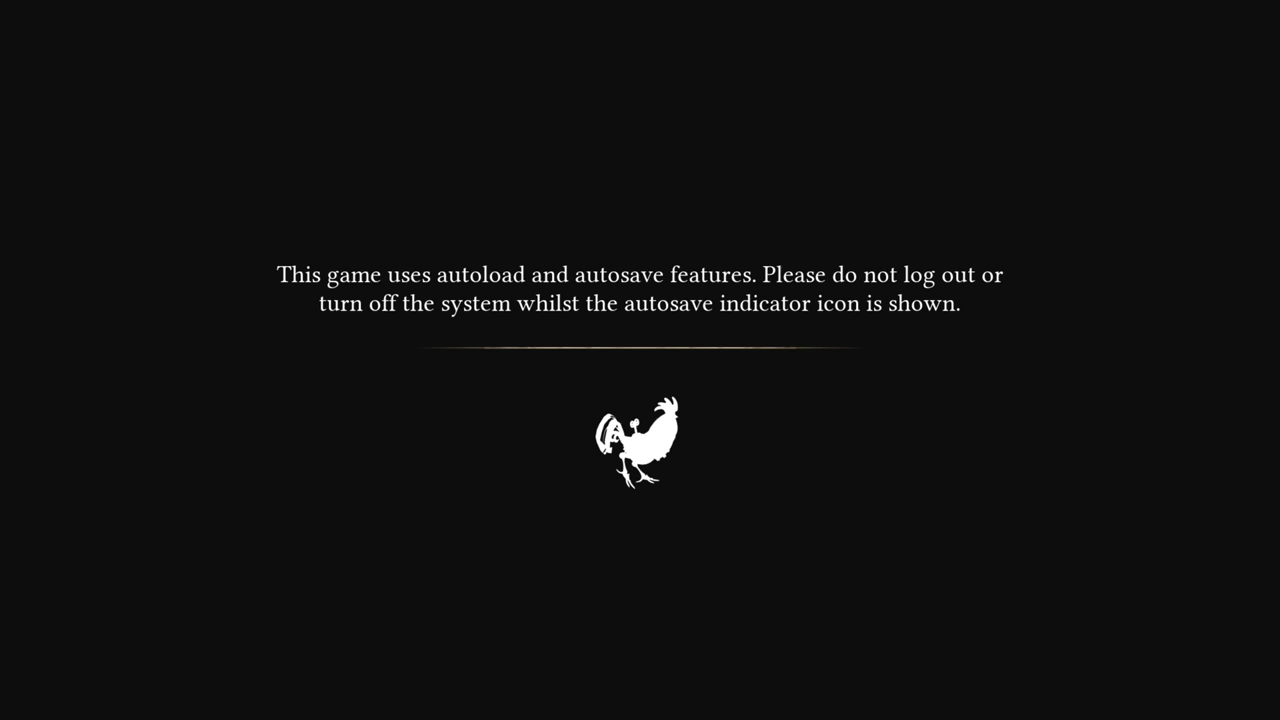 This game uses autoload and autosave features. Please do not log out or
turn off the system whilst the autosave indicator icon is shown.